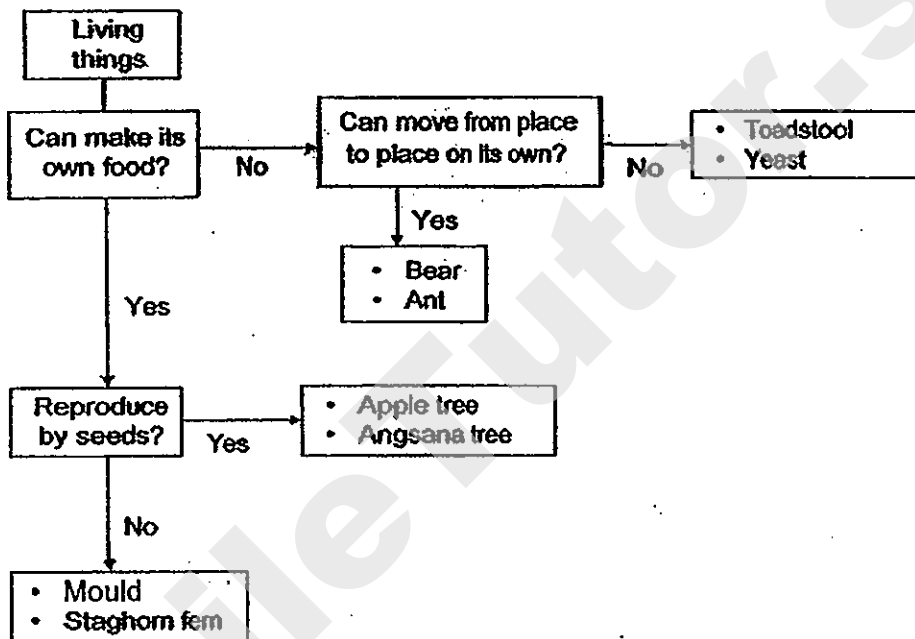 Living
things
Can make its
own food?
No
Can move from place
to place on its own?
No
• Toadstool
• Yeast
Yes
• Bear
• Ant
Yes
Reproduce
by seeds?
Yes
• Apple tree
• Angsana tree
No
• Mould
• Staghorn fern
ileTutor.s